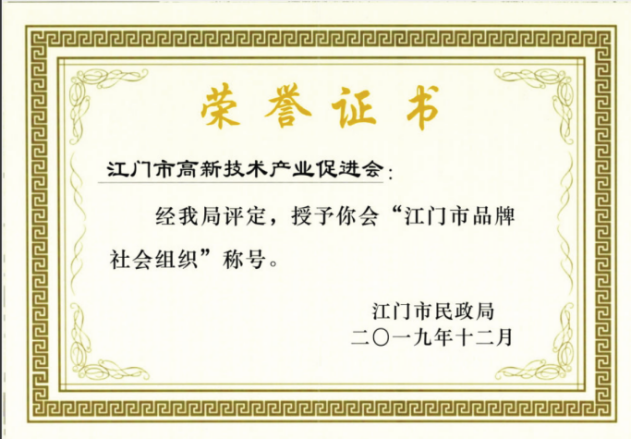 荣誉证书
江门市高新技术产业促进会：
经我局评定，授予你会“江门市品牌
社会组织”称号。
江门市民政局
二〇一九年十二月